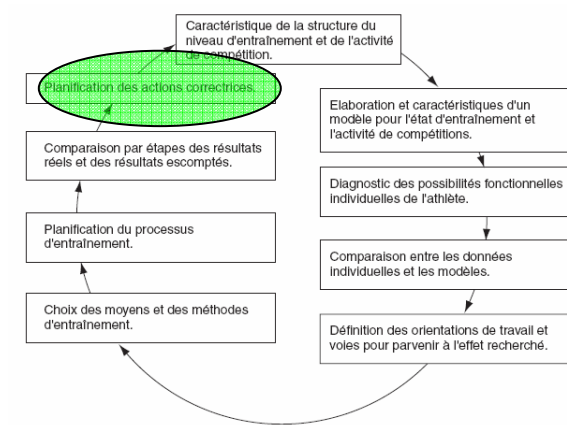 Caractéristique de la structure du
niveau d'entraînement et de l'activité
de compétition.
Elaboration et caractéristiques d'un
modèle pour l'état d'entraînement et
l'activité de compétitions.
Diagnostic des possibilités fonctionnelles
individuelles de l'athlète.
Comparaison entre les données
individuelles et les modèles.
Définition des orientations de travail et
voies pour parvenir à l'effet recherché.
Choix des moyens et des méthodes
d'entraînement.
Planification du processus
d'entraînement.
Comparaison par étapes des résultats
réels et des résultats escomptés.
Planification des actions correctrices.